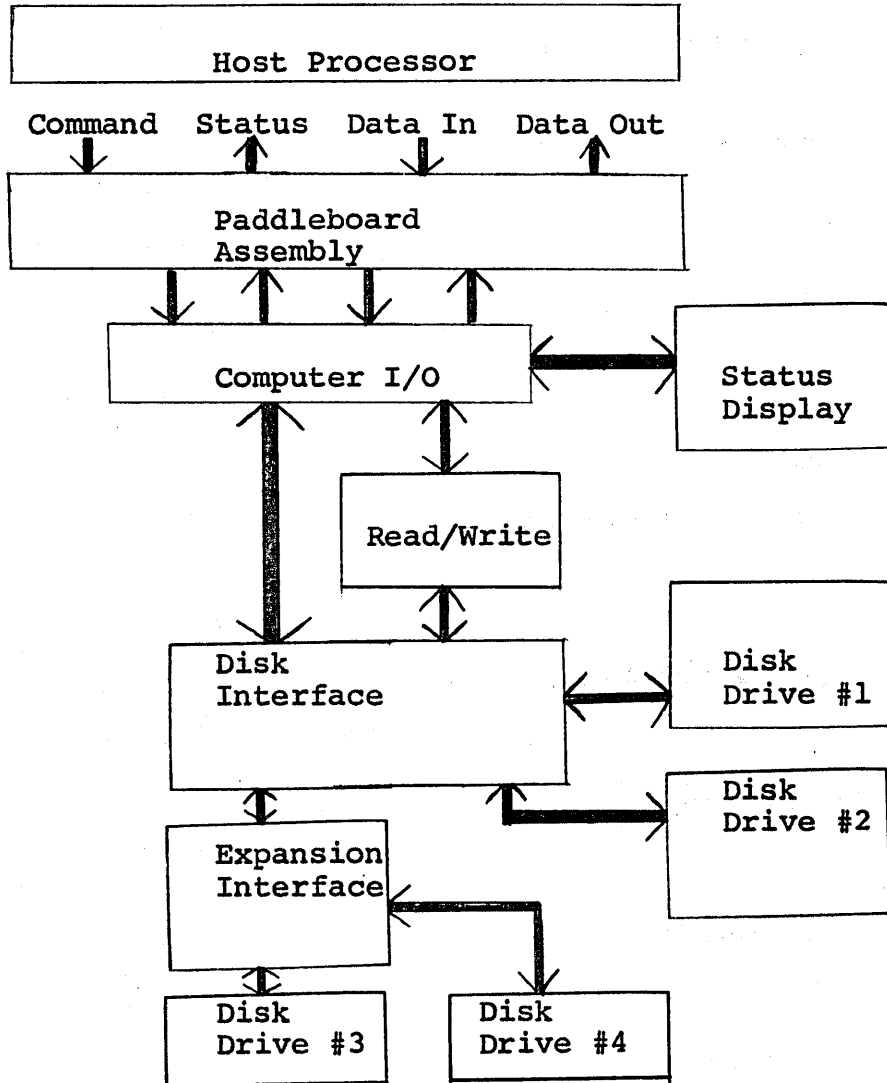 Host Processor
Command Status Data In Data Out
Paddleboard
Assembly
Computer I/O
Status
Display
Read/Write
Disk
Interface
Disk
Drive #1
Disk
Drive #2
Expansion
Interface
Disk
Drive #3
Disk
Drive #4